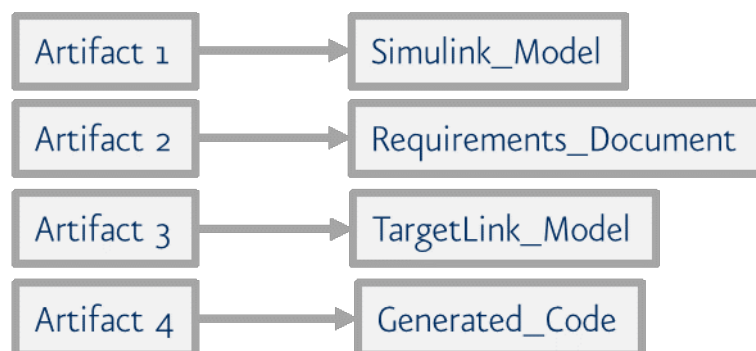 Artifact 1 Simulink_Model
Artifact 2 Requirements_Document
Artifact 3 TargetLink_Model
Artifact 4 Generated_Code